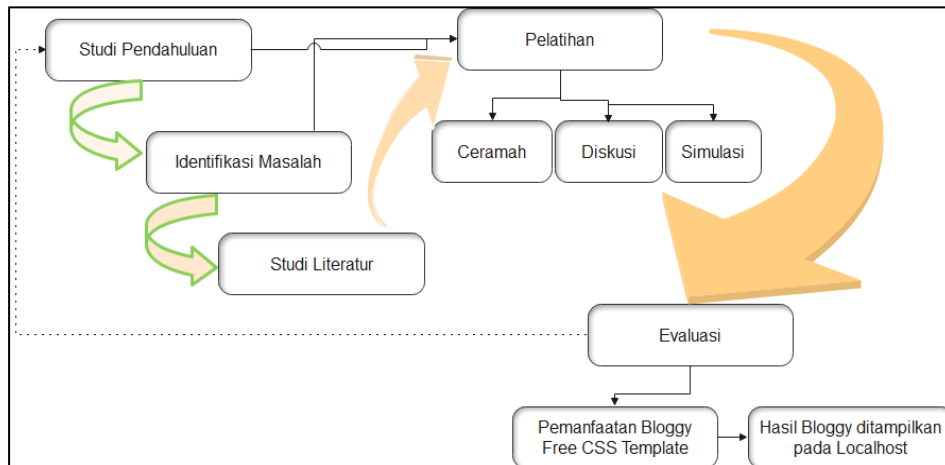 Studi Pendahuluan
Pelatihan
Identifikasi Masalah
Ceramah
Diskusi
Simulasi
Studi Literatur
Evaluasi
Pemanfaatan Bloggy
Free CSS Template
Hasil Bloggy ditampilkan
pada Localhost